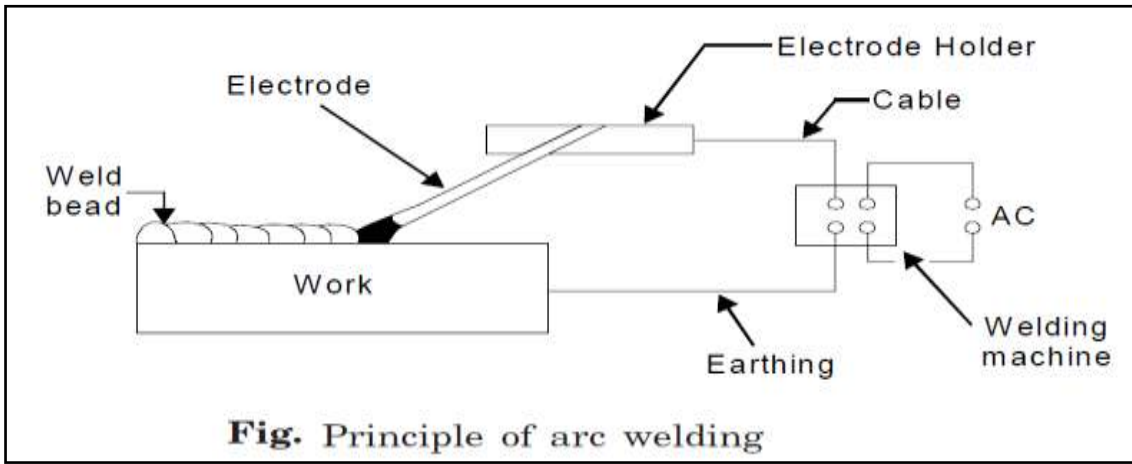 Electrode Holder
Electrode
Cable
Weld
bead
AC
Work
Welding
machine
Earthing
Fig. Principle of arc welding